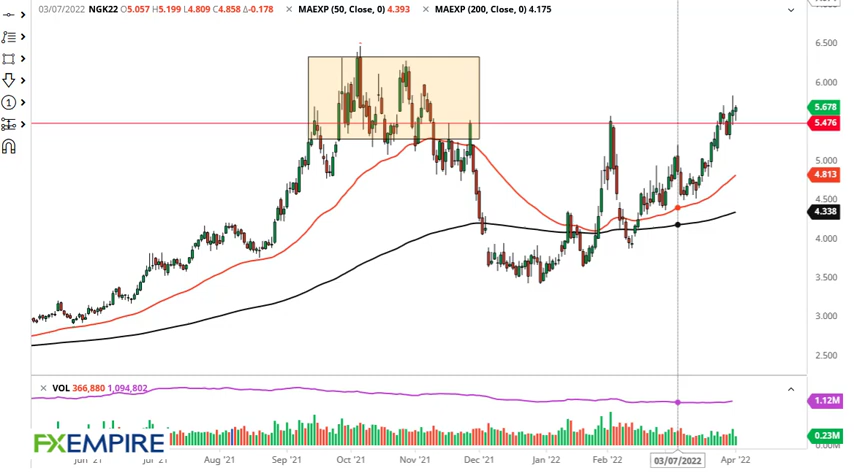 03/07/2022 NGK22 O5.057 H5.199 L4.809 C4.858 Δ-0.178 × MAEXP (50, Close, 0) 4.393 × MAEXP (200, Close, 0) 4.175
6.500
6.000
5.678
5.476
5.000
4.813
4.500
4.338
4.000
3.500
3.000
2.500
× VOL 366,880 1,094,802
1.12M
0.23M
FXEMPIRE
Jun '21 Jul '21 Aug '21 Sep '21 Oct '21 Nov '21 Dec '21 Jan '22 Feb '22 03/07/2022 Apr '22